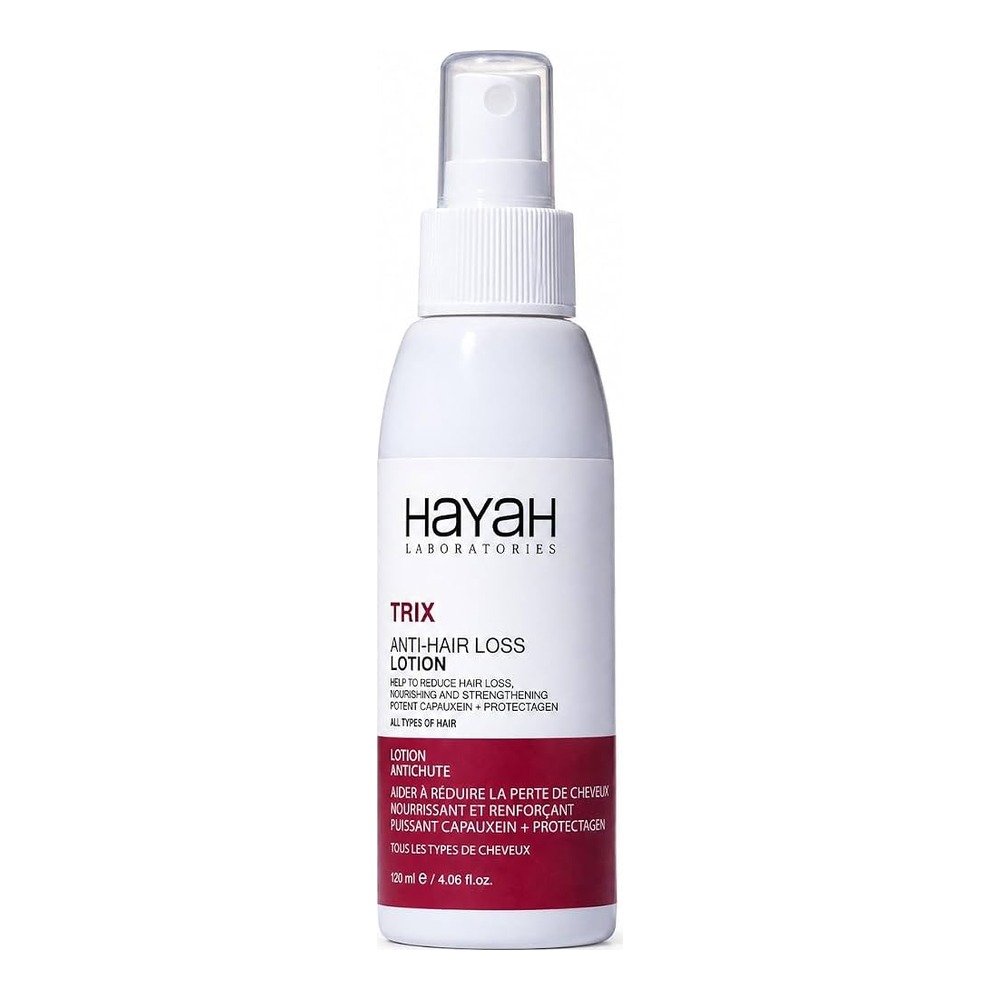 HAYAH
LABORATORIES
TRIX
ANTI-HAIR LOSS
LOTION
HELP TO REDUCE HAIR LOSS,
NOURISHING AND STRENGTHENING
POTENT CAPAUXEIN + PROTECTAGEN
ALL TYPES OF HAIR
LOTION
ANTICHUTE
AIDER À RÉDUIRE LA PERTE DE CHEVEUX
NOURRISSANT ET RENFORÇANT
PUISSANT CAPAUXEIN + PROTECTAGEN
TOUS LES TYPES DE CHEVEUX
120 ml e / 4.06 fl.oz.